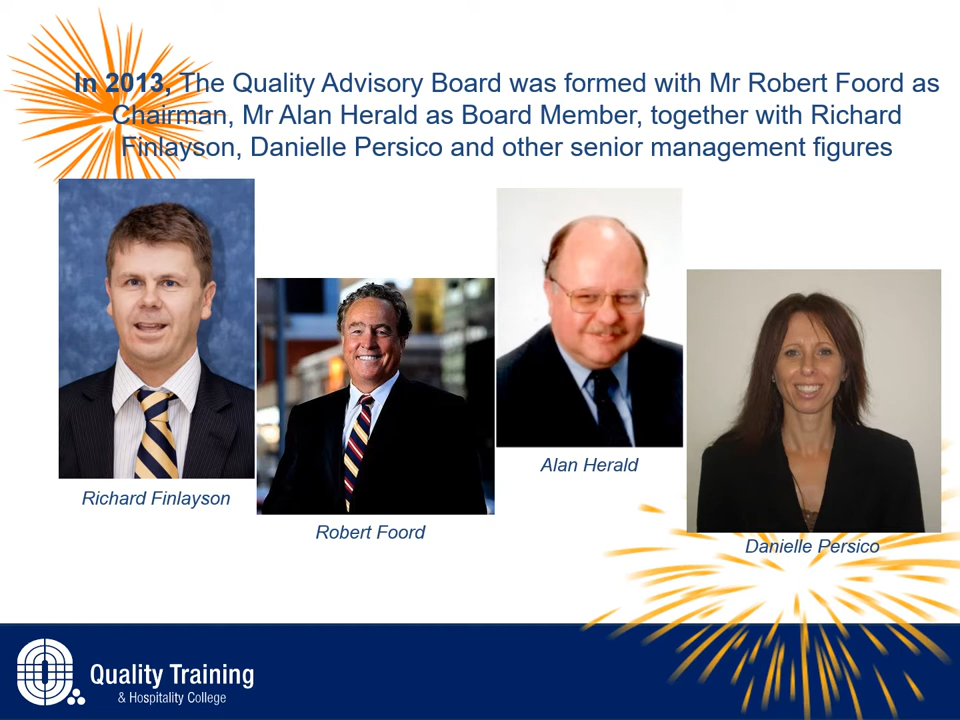 In 2013, The Quality Advisory Board was formed with Mr Robert Foord as
Chairman, Mr Alan Herald as Board Member, together with Richard
Finlayson, Danielle Persico and other senior management figures
Richard Finlayson
Robert Foord
Alan Herald
Danielle Persico
Quality Training
& Hospitality College